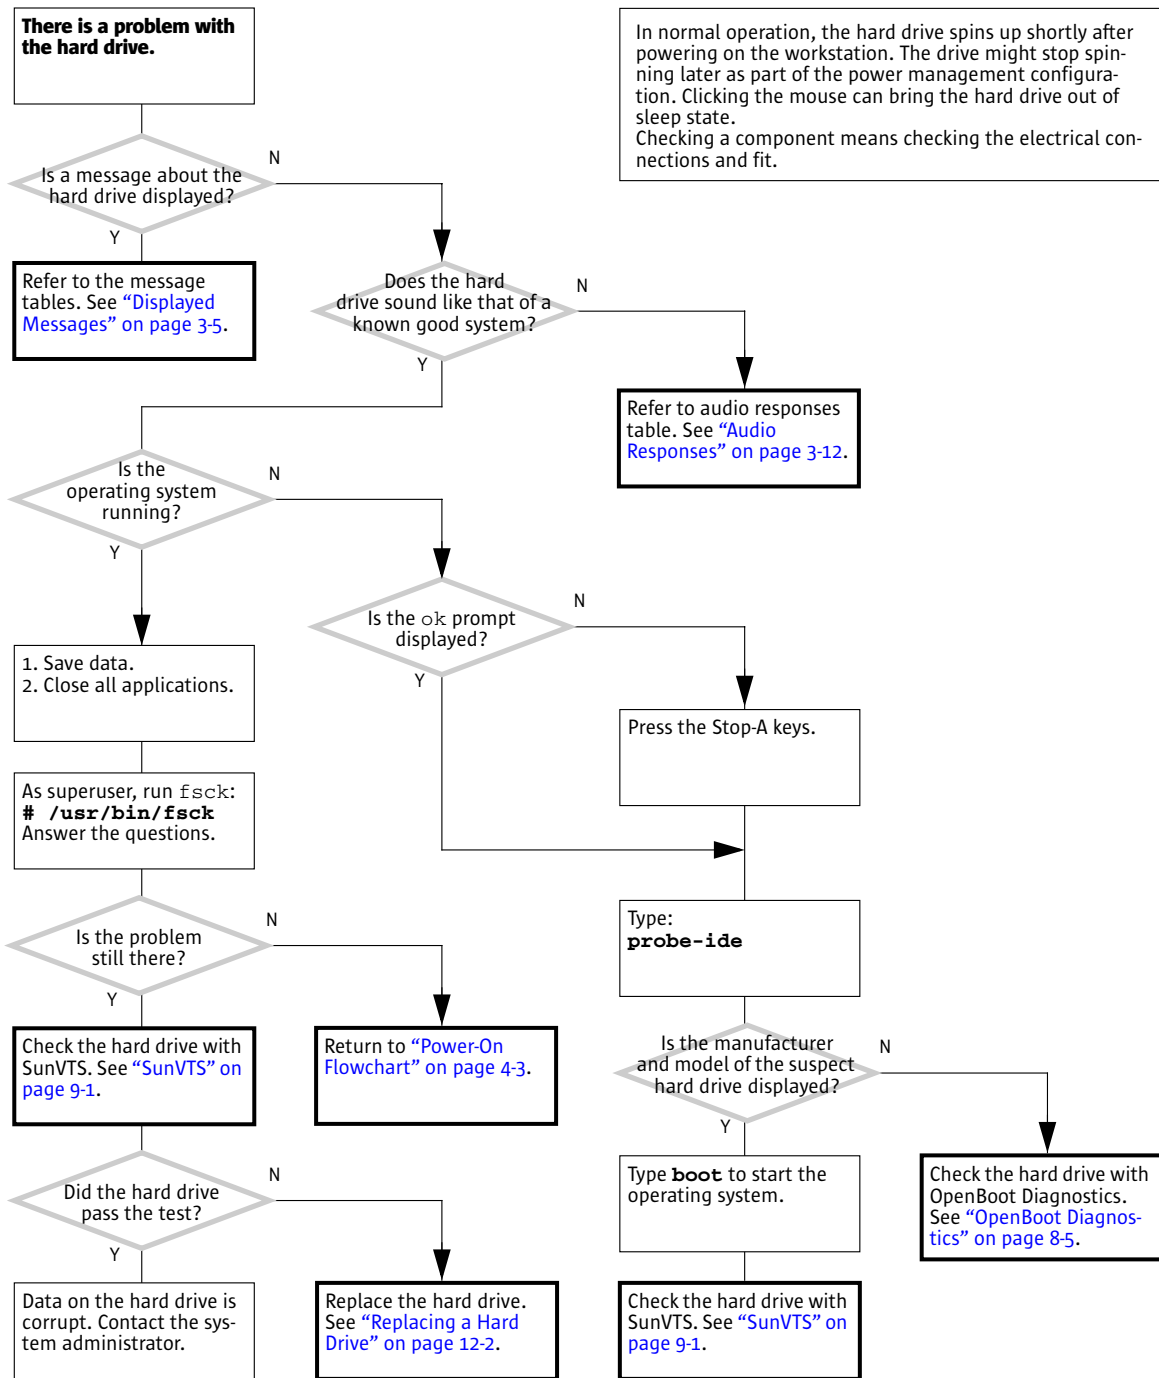 There is a problem with
the hard drive.
In normal operation, the hard drive spins up shortly after
powering on the workstation. The drive might stop spin-
ning later as part of the power management configura-
tion. Clicking the mouse can bring the hard drive out of
sleep state.
Checking a component means checking the electrical con-
nections and fit.
Is a message about the
hard drive displayed?
N
Y
Refer to the message
tables. See “Displayed
Messages” on page 3-5.
Does the hard
drive sound like that of a
known good system?
N
Y
Refer to audio responses
table. See “Audio
Responses” on page 3-12.
Is the
operating system
running?
N
Y
Is the ok prompt
displayed?
N
Y
1. Save data.
2. Close all applications.
Press the Stop-A keys.
As superuser, run fsck:
# /usr/bin/fsck
Answer the questions.
Type:
probe-ide
Is the problem
still there?
N
Y
Check the hard drive with
SunVTS. See “SunVTS” on
page 9-1.
Return to “Power-On
Flowchart” on page 4-3.
Is the manufacturer
and model of the suspect
hard drive displayed?
N
Y
Did the hard drive
pass the test?
N
Y
Type boot to start the
operating system.
Check the hard drive with
OpenBoot Diagnostics.
See “OpenBoot Diagnos-
tics” on page 8-5.
Data on the hard drive is
corrupt. Contact the sys-
tem administrator.
Replace the hard drive.
See “Replacing a Hard
Drive” on page 12-2.
Check the hard drive with
SunVTS. See “SunVTS” on
page 9-1.